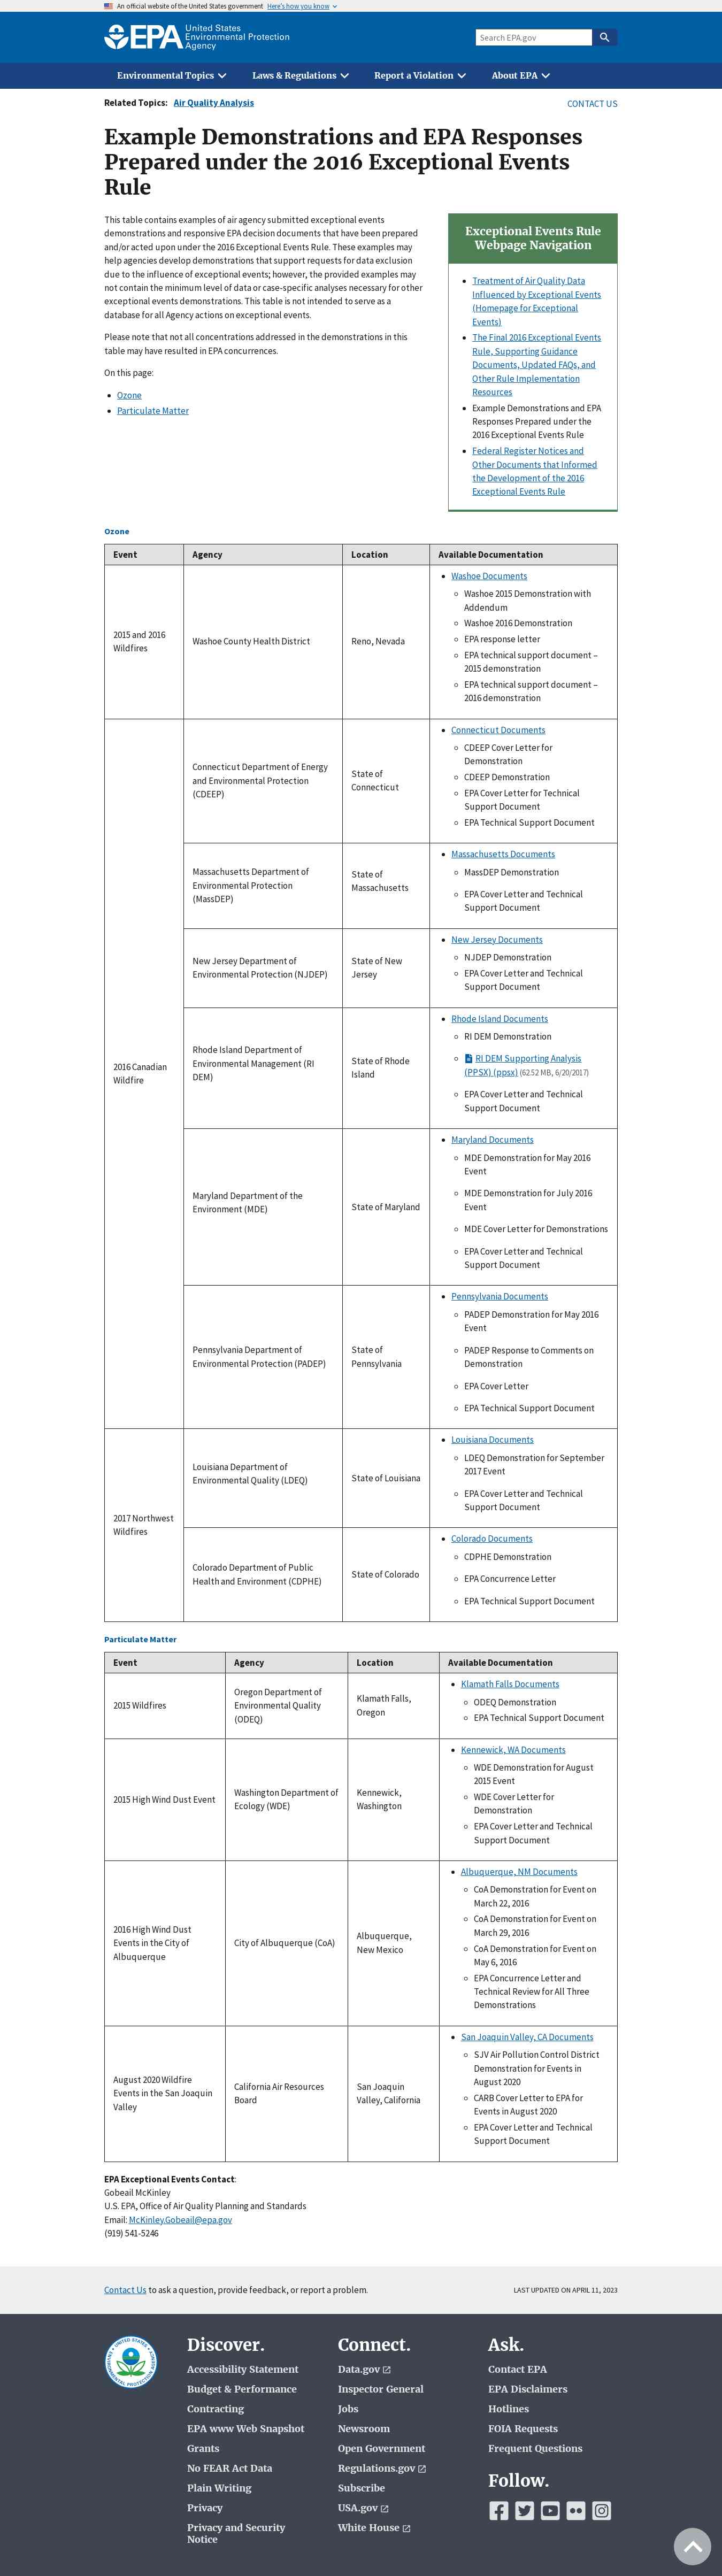 An official website of the United States government Here's how you know
EPA United States
Environmental Protection
Agency
Search EPA.gov
Environmental Topics Laws & Regulations Report a Violation About EPA
Related Topics: Air Quality Analysis
CONTACT US
Example Demonstrations and EPA Responses
Prepared under the 2016 Exceptional Events
Rule
This table contains examples of air agency submitted exceptional events
demonstrations and responsive EPA decision documents that have been prepared
and/or acted upon under the 2016 Exceptional Events Rule. These examples may
help agencies develop demonstrations that support requests for data exclusion
due to the influence of exceptional events; however, the provided examples may
not contain the minimum level of data or case-specific analyses necessary for other
exceptional events demonstrations. This table is not intended to serve as a
database for all Agency actions on exceptional events.
Please note that not all concentrations addressed in the demonstrations in this
table may have resulted in EPA concurrences.
On this page:
Ozone
Particulate Matter
Exceptional Events Rule
Webpage Navigation
Treatment of Air Quality Data
Influenced by Exceptional Events
(Homepage for Exceptional
Events)
The Final 2016 Exceptional Events
Rule, Supporting Guidance
Documents, Updated FAQs, and
Other Rule Implementation
Resources
Example Demonstrations and EPA
Responses Prepared under the
2016 Exceptional Events Rule
Federal Register Notices and
Other Documents that Informed
the Development of the 2016
Exceptional Events Rule
Ozone
Event Agency Location Available Documentation
2015 and 2016
Wildfires
Washoe County Health District
Reno, Nevada
Washoe Documents
Washoe 2015 Demonstration with
Addendum
Washoe 2016 Demonstration
EPA response letter
EPA technical support document –
2015 demonstration
EPA technical support document –
2016 demonstration
2016 Canadian
Wildfire
Connecticut Department of Energy
and Environmental Protection
(CDEEP)
State of
Connecticut
Connecticut Documents
CDEEP Cover Letter for
Demonstration
CDEEP Demonstration
EPA Cover Letter for Technical
Support Document
EPA Technical Support Document
Massachusetts Department of
Environmental Protection
(MassDEP)
State of
Massachusetts
Massachusetts Documents
MassDEP Demonstration
EPA Cover Letter and Technical
Support Document
New Jersey Department of
Environmental Protection (NJDEP)
State of New
Jersey
New Jersey Documents
NJDEP Demonstration
EPA Cover Letter and Technical
Support Document
Rhode Island Department of
Environmental Management (RI
DEM)
State of Rhode
Island
Rhode Island Documents
RI DEM Demonstration
RI DEM Supporting Analysis
(PPSX) (ppsx) (62.52 MB, 6/20/2017)
EPA Cover Letter and Technical
Support Document
Maryland Department of the
Environment (MDE)
State of Maryland
Maryland Documents
MDE Demonstration for May 2016
Event
MDE Demonstration for July 2016
Event
MDE Cover Letter for Demonstrations
EPA Cover Letter and Technical
Support Document
Pennsylvania Department of
Environmental Protection (PADEP)
State of
Pennsylvania
Pennsylvania Documents
PADEP Demonstration for May 2016
Event
PADEP Response to Comments on
Demonstration
EPA Cover Letter
EPA Technical Support Document
2017 Northwest
Wildfires
Louisiana Department of
Environmental Quality (LDEQ)
State of Louisiana
Louisiana Documents
LDEQ Demonstration for September
2017 Event
EPA Cover Letter and Technical
Support Document
Colorado Department of Public
Health and Environment (CDPHE)
State of Colorado
Colorado Documents
CDPHE Demonstration
EPA Concurrence Letter
EPA Technical Support Document
Particulate Matter
Event Agency Location Available Documentation
2015 Wildfires
Oregon Department of
Environmental Quality
(ODEQ)
Klamath Falls,
Oregon
Klamath Falls Documents
ODEQ Demonstration
EPA Technical Support Document
2015 High Wind Dust Event
Washington Department of
Ecology (WDE)
Kennewick,
Washington
Kennewick, WA Documents
WDE Demonstration for August
2015 Event
WDE Cover Letter for
Demonstration
EPA Cover Letter and Technical
Support Document
2016 High Wind Dust
Events in the City of
Albuquerque
City of Albuquerque (CoA)
Albuquerque,
New Mexico
Albuquerque, NM Documents
CoA Demonstration for Event on
March 22, 2016
CoA Demonstration for Event on
March 29, 2016
CoA Demonstration for Event on
May 6, 2016
EPA Concurrence Letter and
Technical Review for All Three
Demonstrations
August 2020 Wildfire
Events in the San Joaquin
Valley
California Air Resources
Board
San Joaquin
Valley, California
San Joaquin Valley, CA Documents
SJV Air Pollution Control District
Demonstration for Events in
August 2020
CARB Cover Letter to EPA for
Events in August 2020
EPA Cover Letter and Technical
Support Document
EPA Exceptional Events Contact:
Gobeail McKinley
U.S. EPA, Office of Air Quality Planning and Standards
Email: McKinley.Gobeail@epa.gov
(919) 541-5246
Contact Us to ask a question, provide feedback, or report a problem.
LAST UPDATED ON APRIL 11, 2023
Discover.
Accessibility Statement
Budget & Performance
Contracting
EPA www Web Snapshot
Grants
No FEAR Act Data
Plain Writing
Privacy
Privacy and Security
Notice
Connect.
Data.gov
Inspector General
Jobs
Newsroom
Open Government
Regulations.gov
Subscribe
USA.gov
White House
Ask.
Contact EPA
EPA Disclaimers
Hotlines
FOIA Requests
Frequent Questions
Follow.